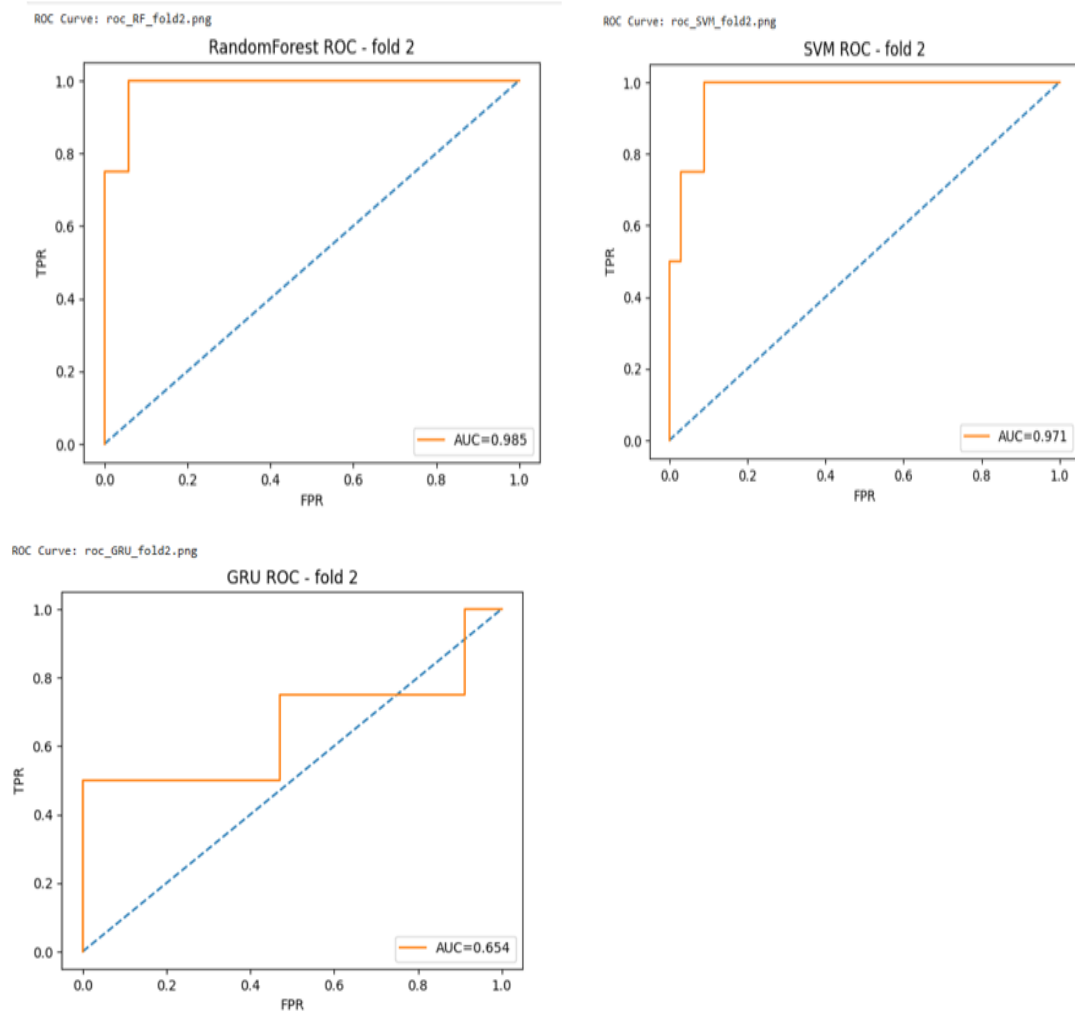 ROC Curve: roc_RF_fold2.png
RandomForest ROC - fold 2
1.0
0.8
0.6
0.4
0.2
0.0
TPR
0.0 0.2 0.4 0.6 0.8 1.0
FPR
AUC=0.985
ROC Curve: roc_SVM_fold2.png
SVM ROC - fold 2
1.0
0.8
0.6
0.4
0.2
0.0
TPR
0.0 0.2 0.4 0.6 0.8 1.0
FPR
AUC=0.971
ROC Curve: roc_GRU_fold2.png
GRU ROC - fold 2
1.0
0.8
0.6
0.4
0.2
0.0
TPR
0.0 0.2 0.4 0.6 0.8 1.0
FPR
AUC=0.654